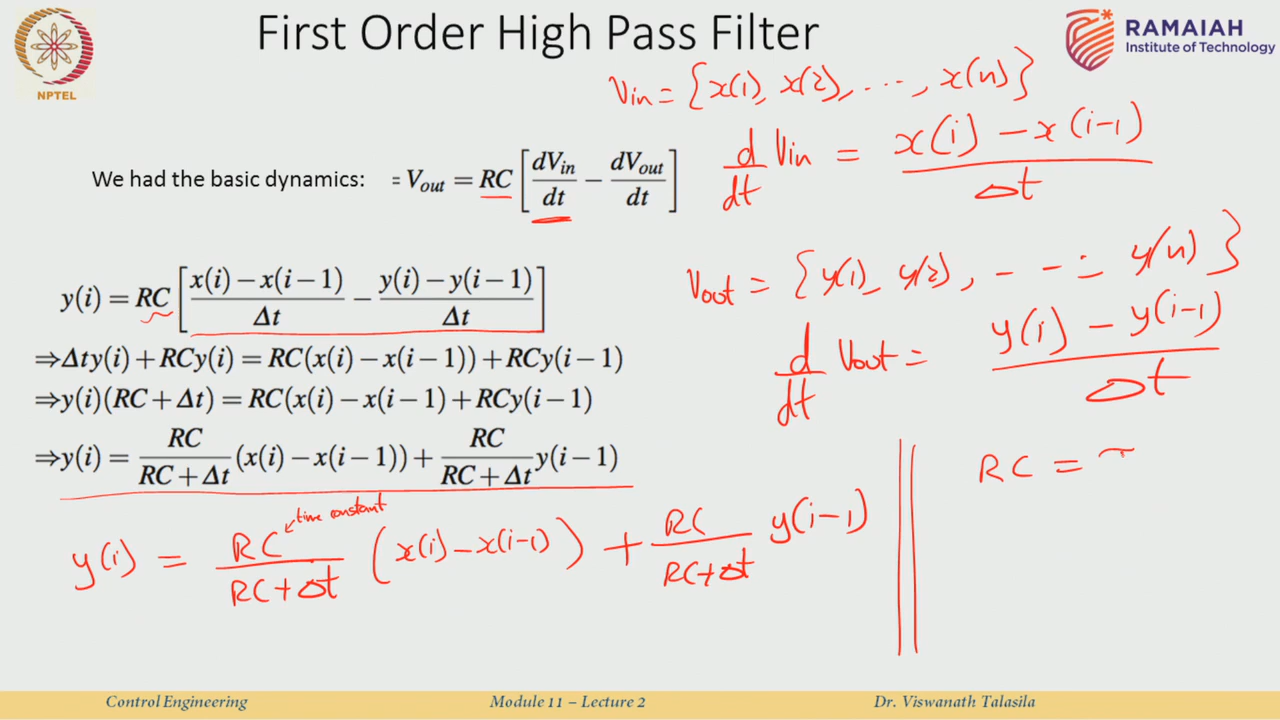 First Order High Pass Filter
NPTEL
RAMAIAH
Institute of Technology
Vin = {x(1), x(2), ..., x(n)}
We had the basic dynamics: = V_out = RC [dV_in/dt − dV_out/dt]
d/dt Vin = (x(i) − x(i−1))/Δt
Vout = {y(1), y(2), - - - y(n)}
y(i) = RC [(x(i)−x(i−1))/Δt − (y(i)−y(i−1))/Δt]
d/dt Vout = (y(i) − y(i−1))/Δt
⇒Δty(i)+RCy(i) = RC(x(i)−x(i−1))+RCy(i−1)
⇒y(i)(RC+Δt) = RC(x(i)−x(i−1)+RCy(i−1)
⇒y(i) = RC/(RC+Δt) (x(i)−x(i−1))+ RC/(RC+Δt) y(i−1)
RC =
time constant
y(i) = RC/(RC+Δt) (x(i)−x(i−1)) + RC/(RC+Δt) y(i−1)
Control Engineering
Module 11 – Lecture 2
Dr. Viswanath Talasila